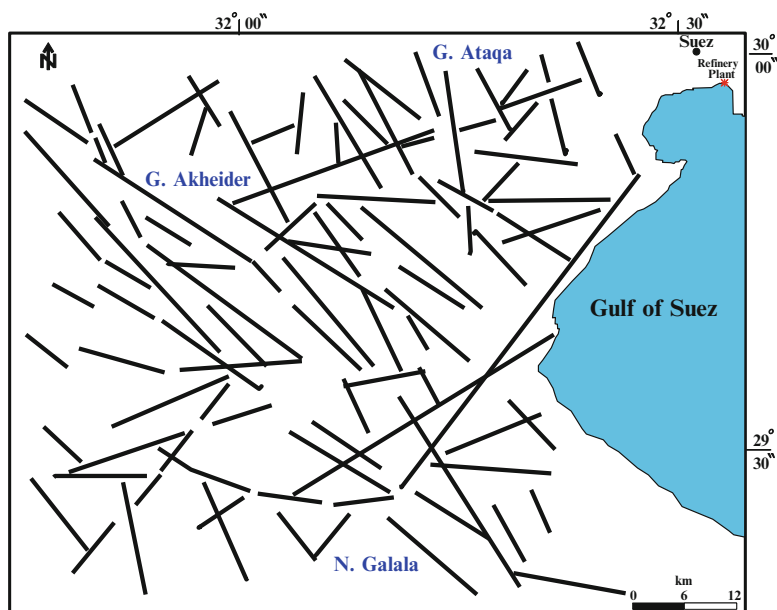 32° 00"
32° 30"
G. Ataqa
Suez
Refinery
Plant
30°
00"
N
G. Akheider
Gulf of Suez
29°
30"
N. Galala
km
0 6 12